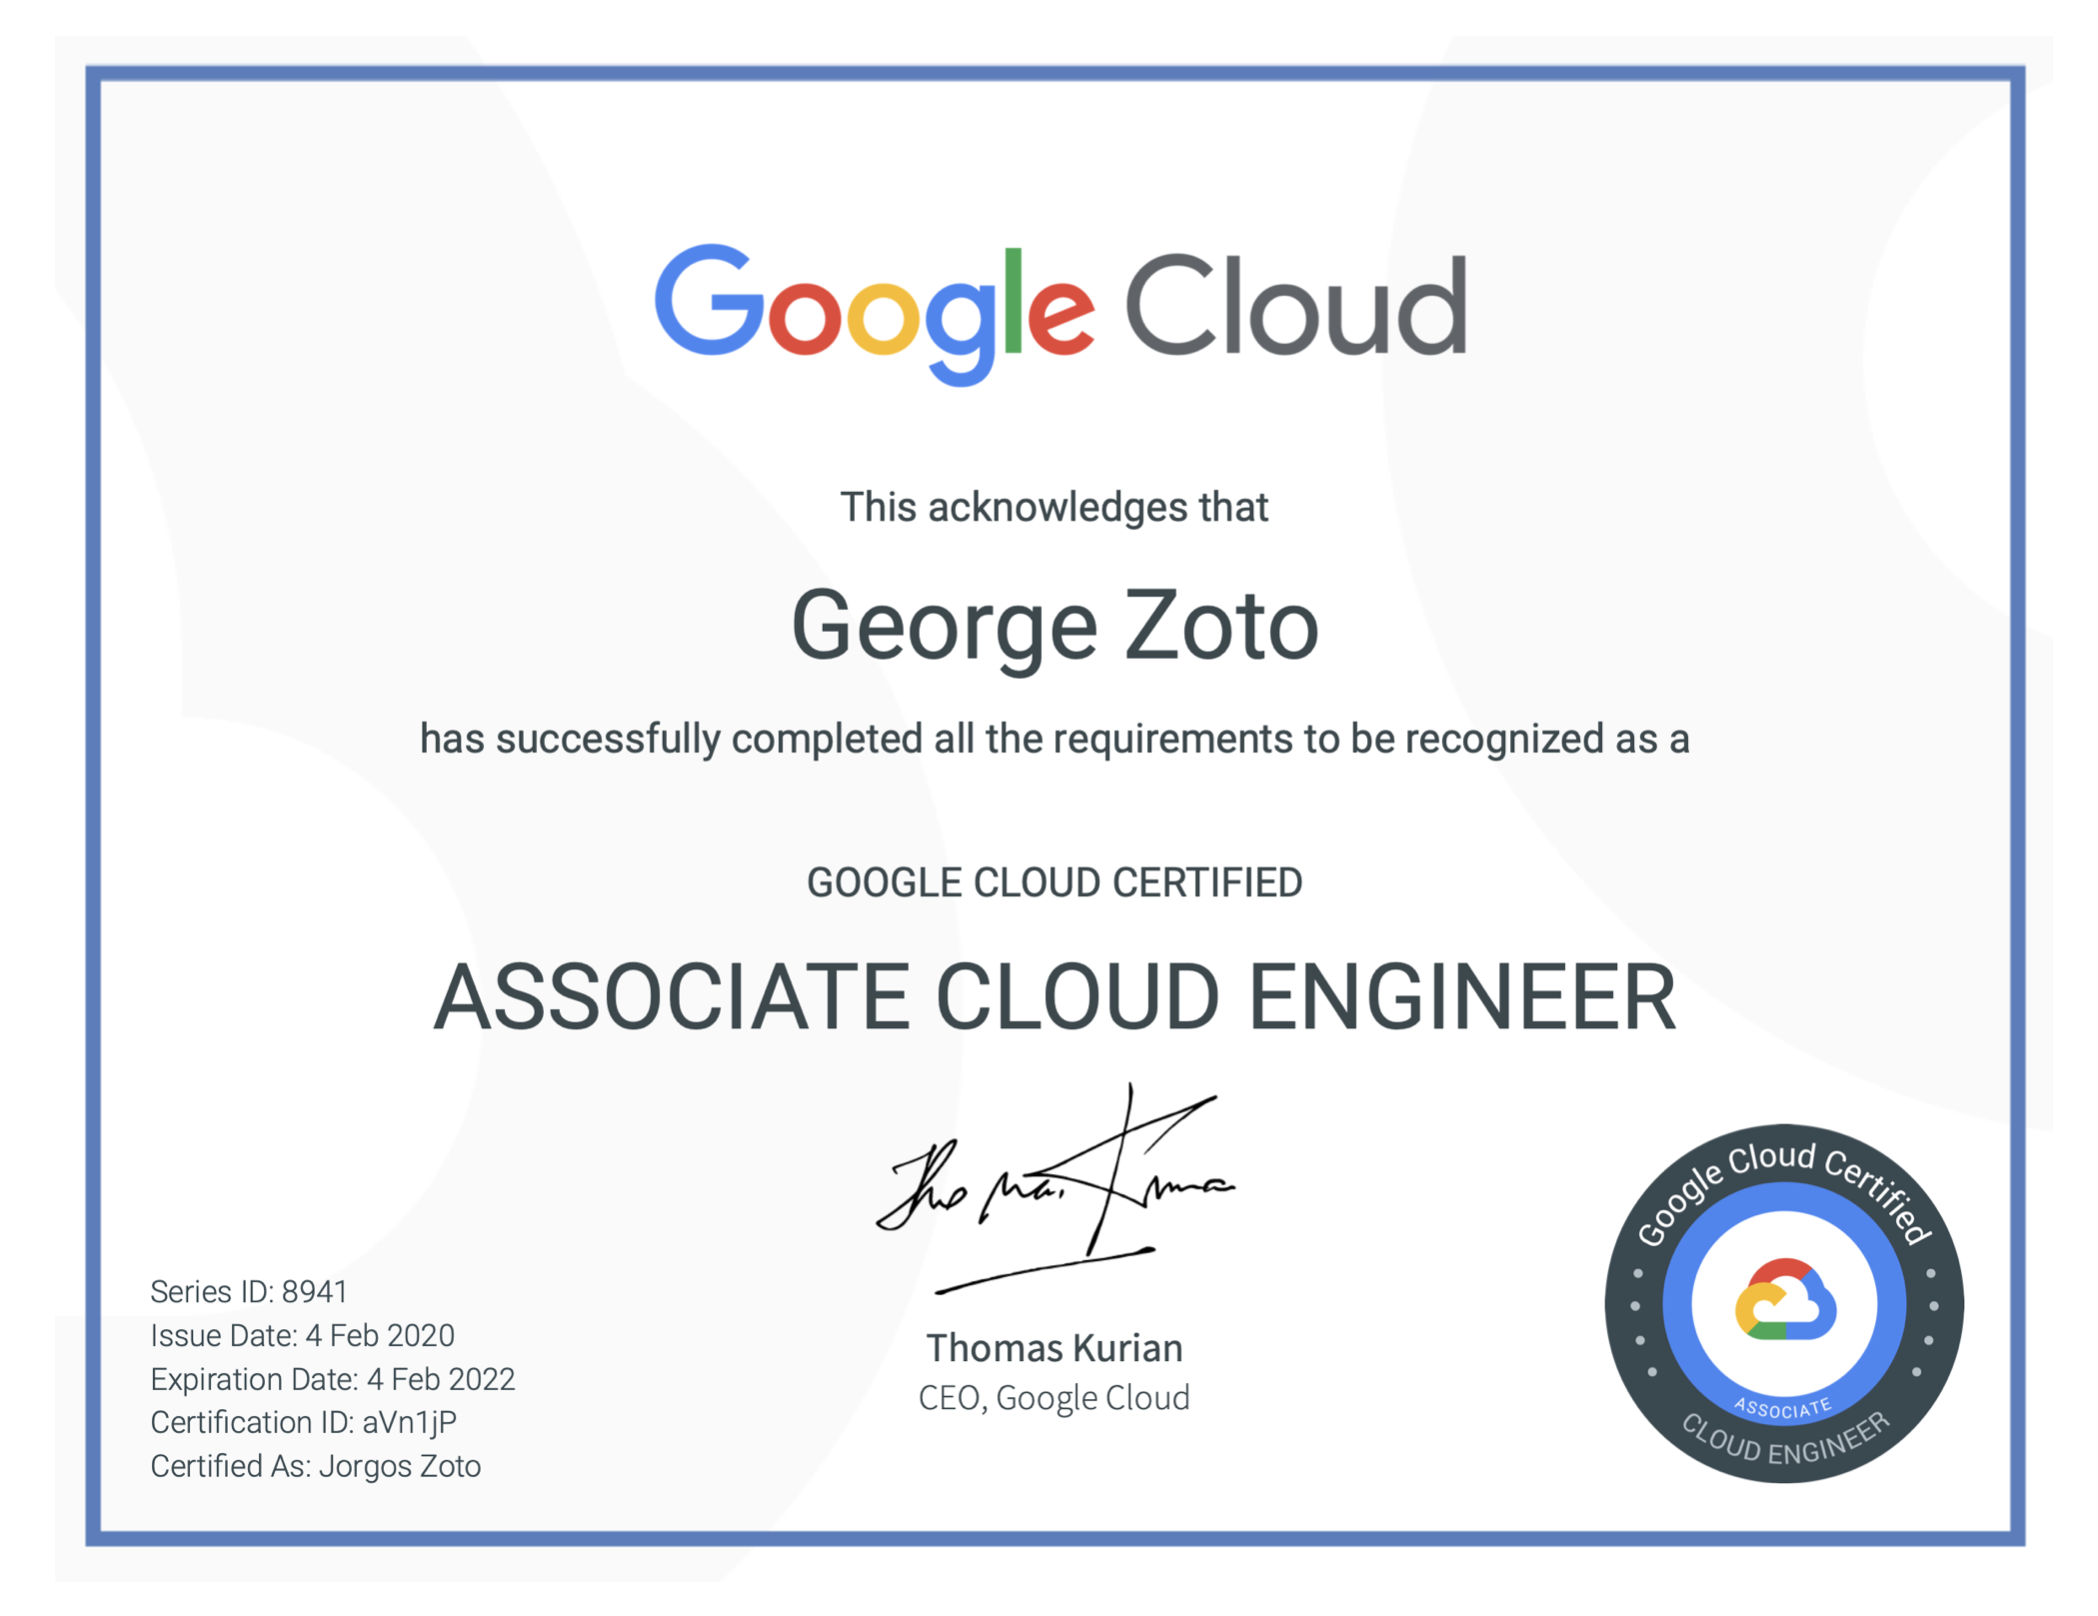 Google Cloud
This acknowledges that
George Zoto
has successfully completed all the requirements to be recognized as a
GOOGLE CLOUD CERTIFIED
ASSOCIATE CLOUD ENGINEER
Thomas Kurian
Thomas Kurian
CEO, Google Cloud
Series ID: 8941
Issue Date: 4 Feb 2020
Expiration Date: 4 Feb 2022
Certification ID: aVn1jP
Certified As: Jorgos Zoto
Google Cloud Certified
ASSOCIATE
CLOUD ENGINEER